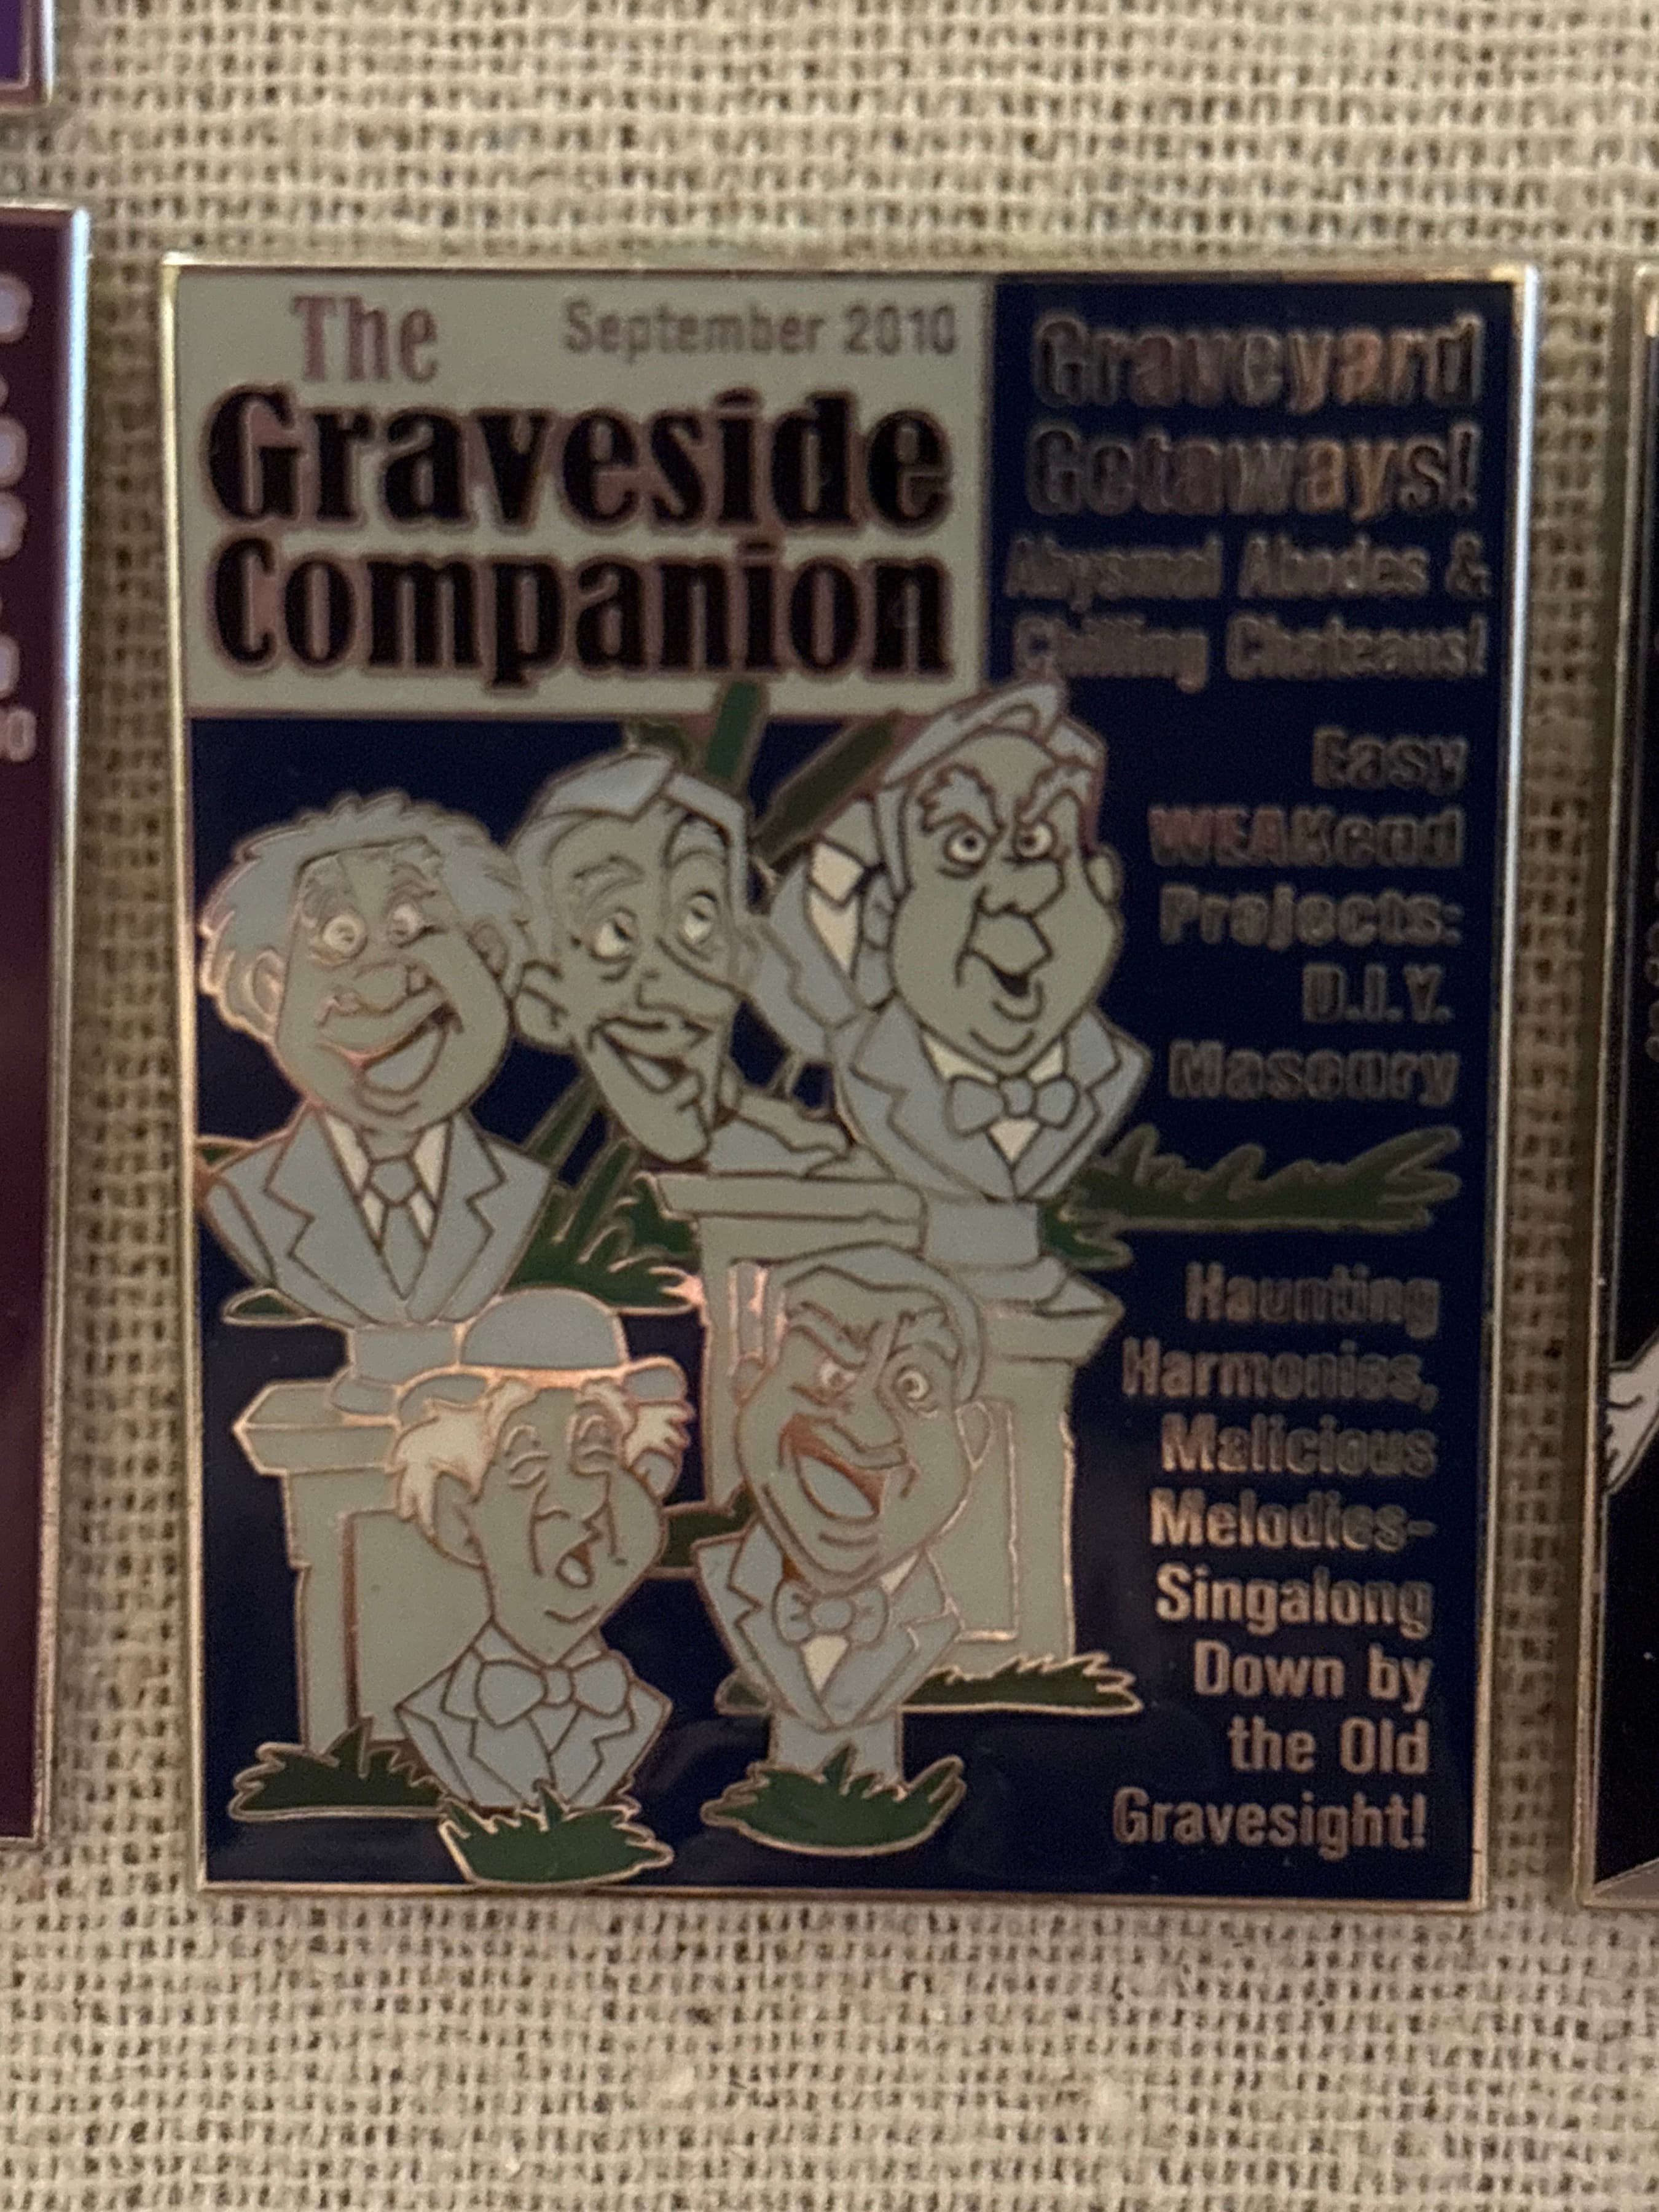 The
September 2010
Graveside
Companion
Graveyard
Getaways!
Abysmal Abodes &
Chilling Chateaus!
Easy
WEAKend
Projects:
D.I.Y.
Masonry
Haunting
Harmonies,
Malicious
Melodies-
Singalong
Down by
the Old
Gravesight!